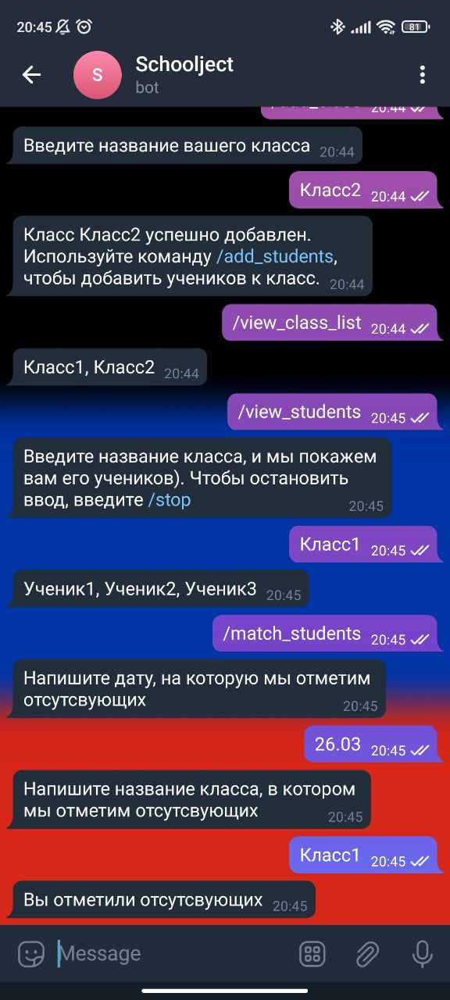 20:45
81
S
Schoolject
bot
20:44
Введите название вашего класса 20:44
Класс2 20:44
Класс Класс2 успешно добавлен.
Используйте команду /add_students,
чтобы добавить учеников к класс. 20:44
/view_class_list 20:44
Класс1, Класс2 20:44
/view_students 20:45
Введите название класса, и мы покажем
вам его учеников). Чтобы остановить
ввод, введите /stop 20:45
Класс1 20:45
Ученик1, Ученик2, Ученик3 20:45
/match_students 20:45
Напишите дату, на которую мы отметим
отсутсвующих 20:45
26.03 20:45
Напишите название класса, в котором
мы отметим отсутсвующих 20:45
Класс1 20:45
Вы отметили отсутсвующих 20:45
Message